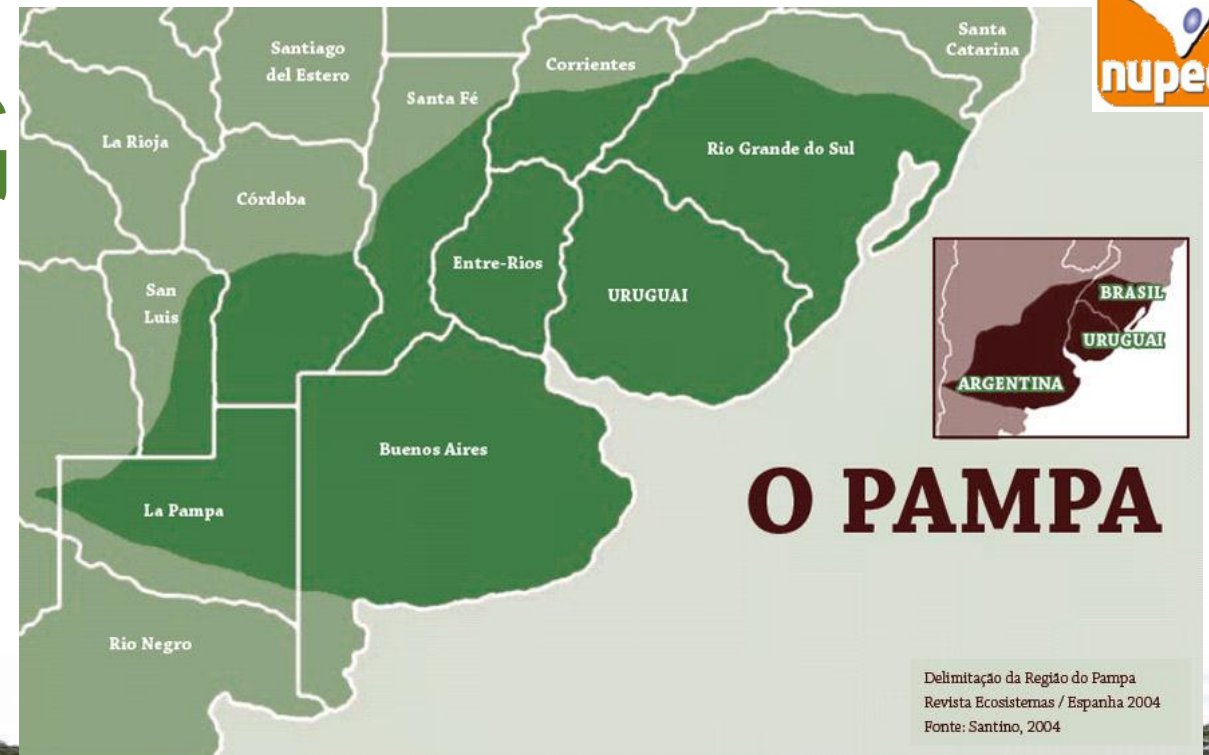 Santa
Catarina
Santiago
del Estero
Corrientes
Santa Fé
La Rioja
Rio Grande do Sul
Córdoba
Entre-Rios
San
Luis
URUGUAI
BRASIL
URUGUAI
ARGENTINA
Buenos Aires
O PAMPA
La Pampa
Rio Negro
Delimitação da Região do Pampa
Revista Ecosistemas / Espanha 2004
Fonte: Santino, 2004